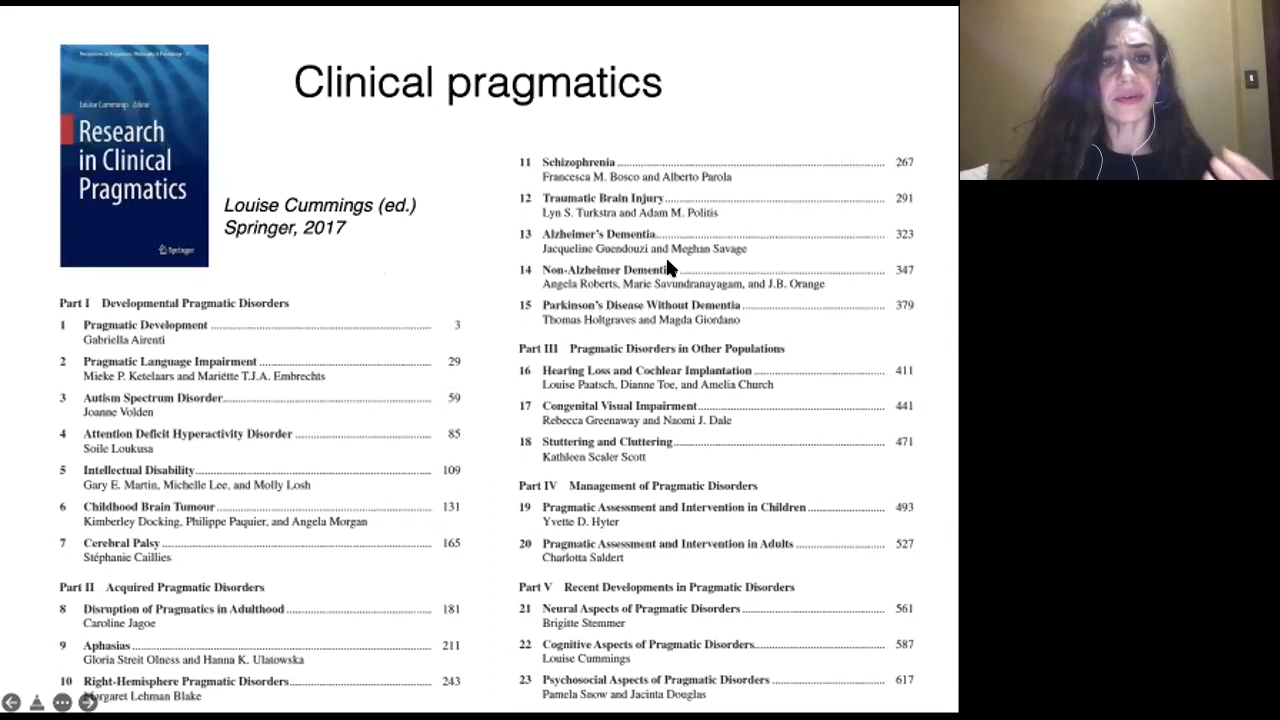 Clinical pragmatics
Perspectives in Pragmatics, Philosophy & Psychology
Louise Cummings Editor
Research
in Clinical
Pragmatics
Springer
Louise Cummings (ed.)
Springer, 2017
Part I Developmental Pragmatic Disorders
1 Pragmatic Development ........ 3
Gabriella Airenti
2 Pragmatic Language Impairment ........ 29
Mieke P. Ketelaars and Mariëtte T.J.A. Embrechts
3 Autism Spectrum Disorder ........ 59
Joanne Volden
4 Attention Deficit Hyperactivity Disorder ........ 85
Soile Loukusa
5 Intellectual Disability ........ 109
Gary E. Martin, Michelle Lee, and Molly Losh
6 Childhood Brain Tumour ........ 131
Kimberley Docking, Philippe Paquier, and Angela Morgan
7 Cerebral Palsy ........ 165
Stéphanie Caillies
Part II Acquired Pragmatic Disorders
8 Disruption of Pragmatics in Adulthood ........ 181
Caroline Jagoe
9 Aphasias ........ 211
Gloria Streit Olness and Hanna K. Ulatowska
10 Right-Hemisphere Pragmatic Disorders ........ 243
Margaret Lehman Blake
11 Schizophrenia ........ 267
Francesca M. Bosco and Alberto Parola
12 Traumatic Brain Injury ........ 291
Lyn S. Turkstra and Adam M. Politis
13 Alzheimer's Dementia ........ 323
Jacqueline Guendouzi and Meghan Savage
14 Non-Alzheimer Dementia ........ 347
Angela Roberts, Marie Savundranayagam, and J.B. Orange
15 Parkinson's Disease Without Dementia ........ 379
Thomas Holtgraves and Magda Giordano
Part III Pragmatic Disorders in Other Populations
16 Hearing Loss and Cochlear Implantation ........ 411
Louise Paatsch, Dianne Toe, and Amelia Church
17 Congenital Visual Impairment ........ 441
Rebecca Greenaway and Naomi J. Dale
18 Stuttering and Cluttering ........ 471
Kathleen Scaler Scott
Part IV Management of Pragmatic Disorders
19 Pragmatic Assessment and Intervention in Children ........ 493
Yvette D. Hyter
20 Pragmatic Assessment and Intervention in Adults ........ 527
Charlotta Saldert
Part V Recent Developments in Pragmatic Disorders
21 Neural Aspects of Pragmatic Disorders ........ 561
Brigitte Stemmer
22 Cognitive Aspects of Pragmatic Disorders ........ 587
Louise Cummings
23 Psychosocial Aspects of Pragmatic Disorders ........ 617
Pamela Snow and Jacinta Douglas